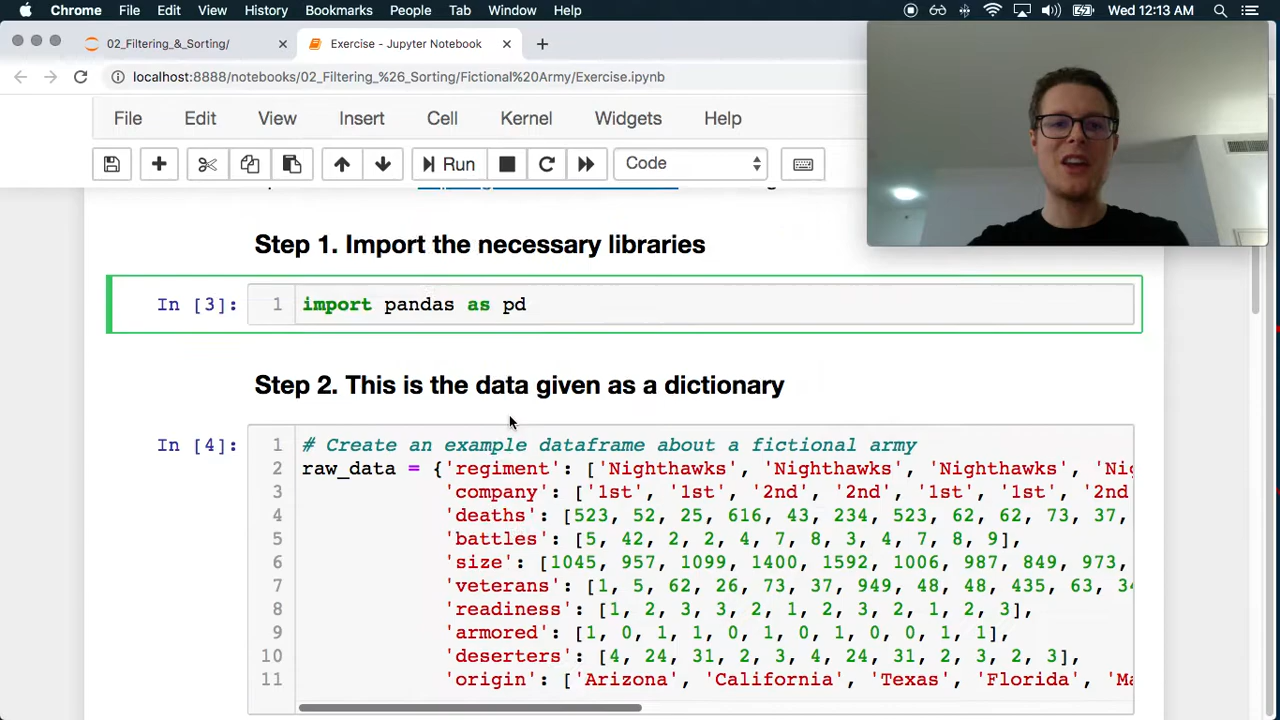 Chrome File Edit View History Bookmarks People Tab Window Help Wed 12:13 AM
02_Filtering_&_Sorting/ Exercise - Jupyter Notebook
localhost:8888/notebooks/02_Filtering_%26_Sorting/Fictional%20Army/Exercise.ipynb
File Edit View Insert Cell Kernel Widgets Help
Run Code
Step 1. Import the necessary libraries
In [3]: 1 import pandas as pd
Step 2. This is the data given as a dictionary
In [4]: 1 # Create an example dataframe about a fictional army
2 raw_data = {'regiment': ['Nighthawks', 'Nighthawks', 'Nighthawks', 'Nig
3 'company': ['1st', '1st', '2nd', '2nd', '1st', '1st', '2nd
4 'deaths': [523, 52, 25, 616, 43, 234, 523, 62, 62, 73, 37,
5 'battles': [5, 42, 2, 2, 4, 7, 8, 3, 4, 7, 8, 9],
6 'size': [1045, 957, 1099, 1400, 1592, 1006, 987, 849, 973,
7 'veterans': [1, 5, 62, 26, 73, 37, 949, 48, 48, 435, 63, 34
8 'readiness': [1, 2, 3, 3, 2, 1, 2, 3, 2, 1, 2, 3],
9 'armored': [1, 0, 1, 1, 0, 1, 0, 1, 0, 0, 1, 1],
10 'deserters': [4, 24, 31, 2, 3, 4, 24, 31, 2, 3, 2, 3],
11 'origin': ['Arizona', 'California', 'Texas', 'Florida', 'Ma